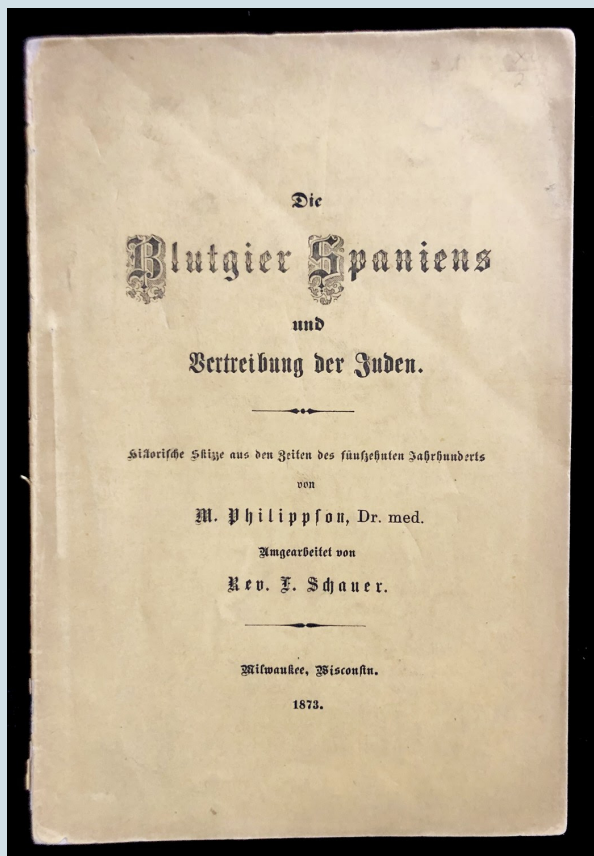 Die
Blutgier Spaniens
und
Vertreibung der Juden.
Historische Skizze aus den Zeiten des fünfzehnten Jahrhunderts
von
M. Philippson, Dr. med.
Umgearbeitet von
Rev. L. Schauer.
Milwaukee, Wisconsin.
1873.